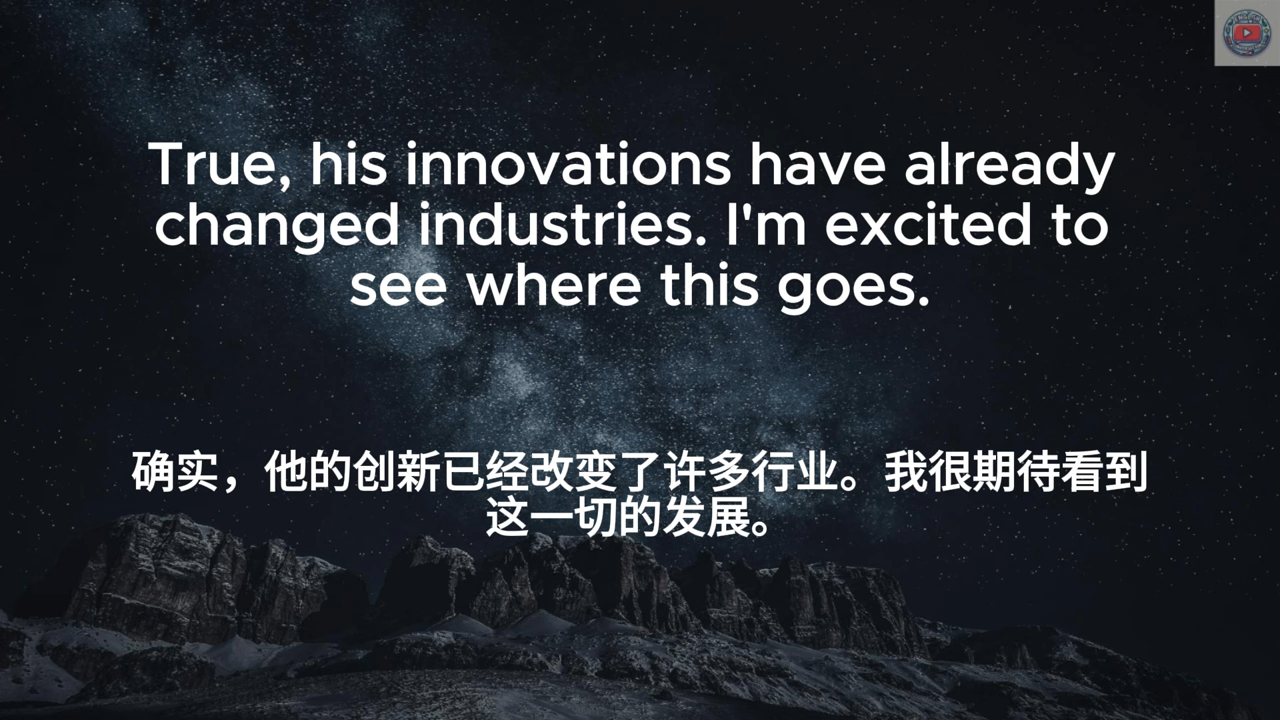 True, his innovations have already
changed industries. I'm excited to
see where this goes.
确实，他的创新已经改变了许多行业。我很期待看到
这一切的发展。